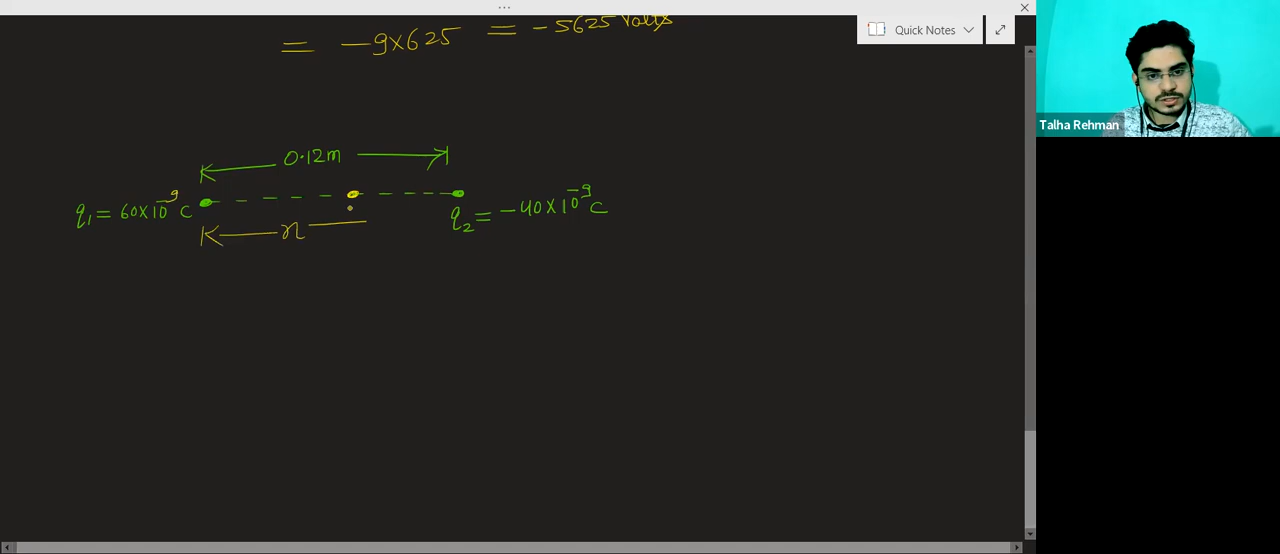 Quick Notes
= -9×625 = -5625 Volts
Talha Rehman
0.12m
q₁ = 60×10⁻⁹ C
q₂ = -40×10⁻⁹ C
x